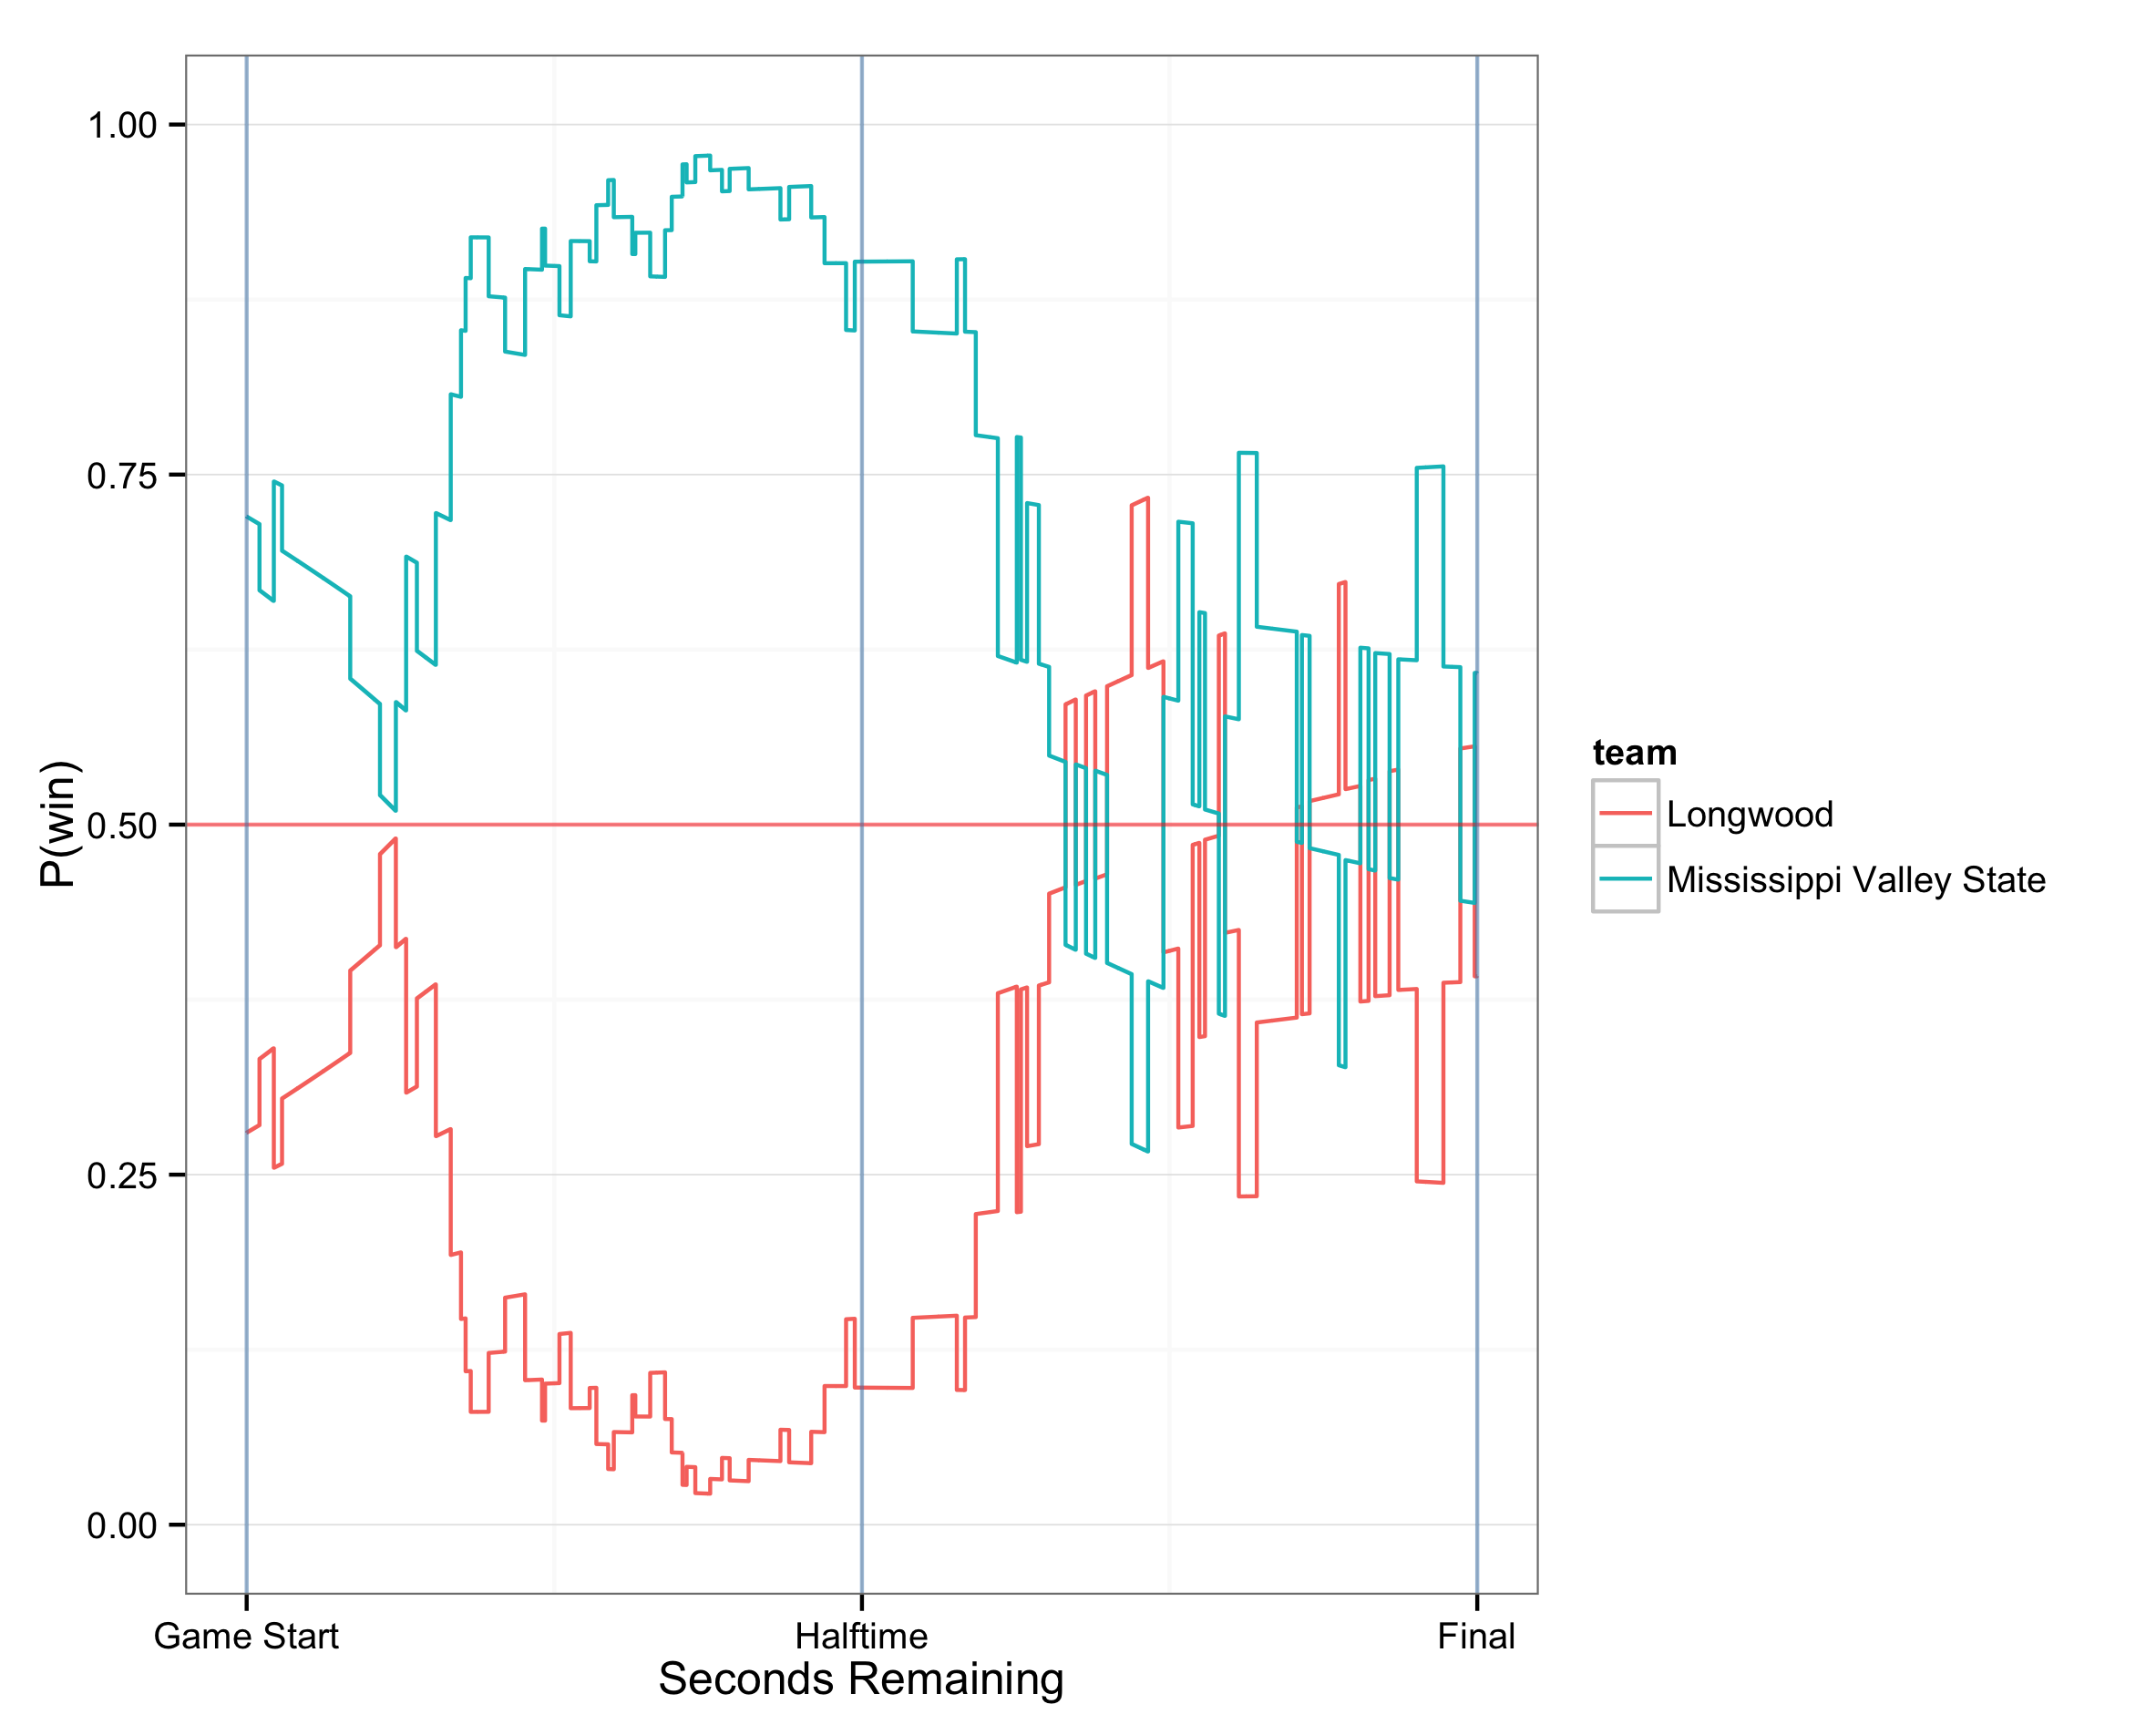 1.00
0.75
0.50
0.25
0.00
P(win)
Game Start
Halftime
Final
Seconds Remaining
team
Longwood
Mississippi Valley State